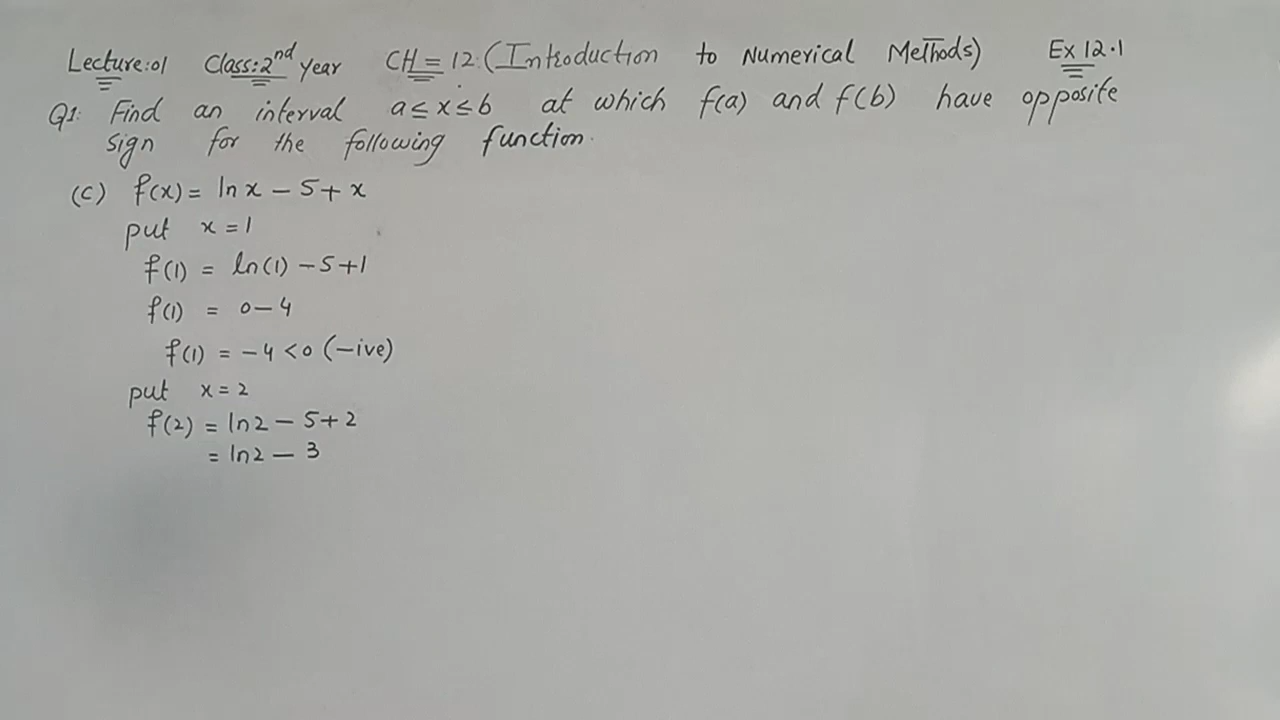 Lecture:01 Class:2nd year CH=12:(Introduction to Numerical Methods) Ex 12.1
Q1: Find an interval a≤x≤b at which f(a) and f(b) have opposite
sign for the following function.
(C) f(x)= ln x - 5 + x
put x=1
f(1) = ln(1) - 5+1
f(1) = 0-4
f(1) = -4 <0 (-ive)
put x=2
f(2) = ln2 - 5+2
= ln2 - 3